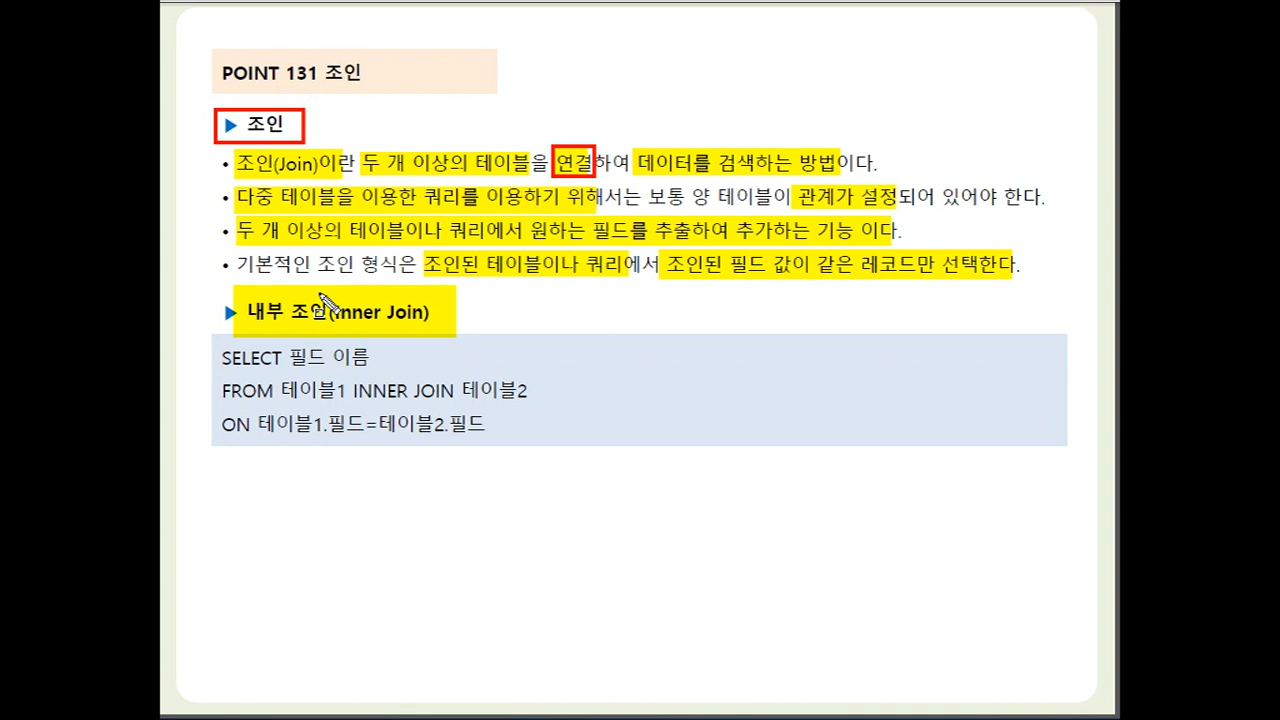 POINT 131 조인
▶ 조인
• 조인(Join)이란 두 개 이상의 테이블을 연결하여 데이터를 검색하는 방법이다.
• 다중 테이블을 이용한 쿼리를 이용하기 위해서는 보통 양 테이블이 관계가 설정되어 있어야 한다.
• 두 개 이상의 테이블이나 쿼리에서 원하는 필드를 추출하여 추가하는 기능 이다.
• 기본적인 조인 형식은 조인된 테이블이나 쿼리에서 조인된 필드 값이 같은 레코드만 선택한다.
▶ 내부 조인(Inner Join)
SELECT 필드 이름
FROM 테이블1 INNER JOIN 테이블2
ON 테이블1.필드=테이블2.필드